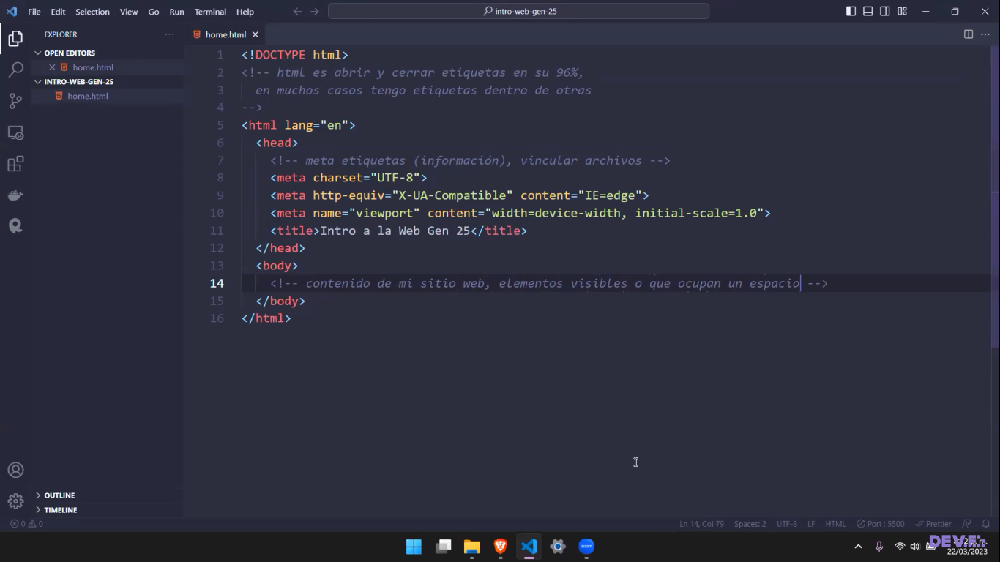 File Edit Selection View Go Run Terminal Help
intro-web-gen-25
EXPLORER
OPEN EDITORS
home.html
INTRO-WEB-GEN-25
home.html
OUTLINE
TIMELINE
home.html
1 <!DOCTYPE html>
2 <!-- html es abrir y cerrar etiquetas en su 96%,
3 en muchos casos tengo etiquetas dentro de otras
4 -->
5 <html lang="en">
6 <head>
7 <!-- meta etiquetas (información), vincular archivos -->
8 <meta charset="UTF-8">
9 <meta http-equiv="X-UA-Compatible" content="IE=edge">
10 <meta name="viewport" content="width=device-width, initial-scale=1.0">
11 <title>Intro a la Web Gen 25</title>
12 </head>
13 <body>
14 <!-- contenido de mi sitio web, elementos visibles o que ocupan un espacio -->
15 </body>
16 </html>
0 0
Ln 14, Col 79 Spaces: 2 UTF-8 LF HTML Port : 5500 Prettier
zoom
DEV.F.:
22/03/2023